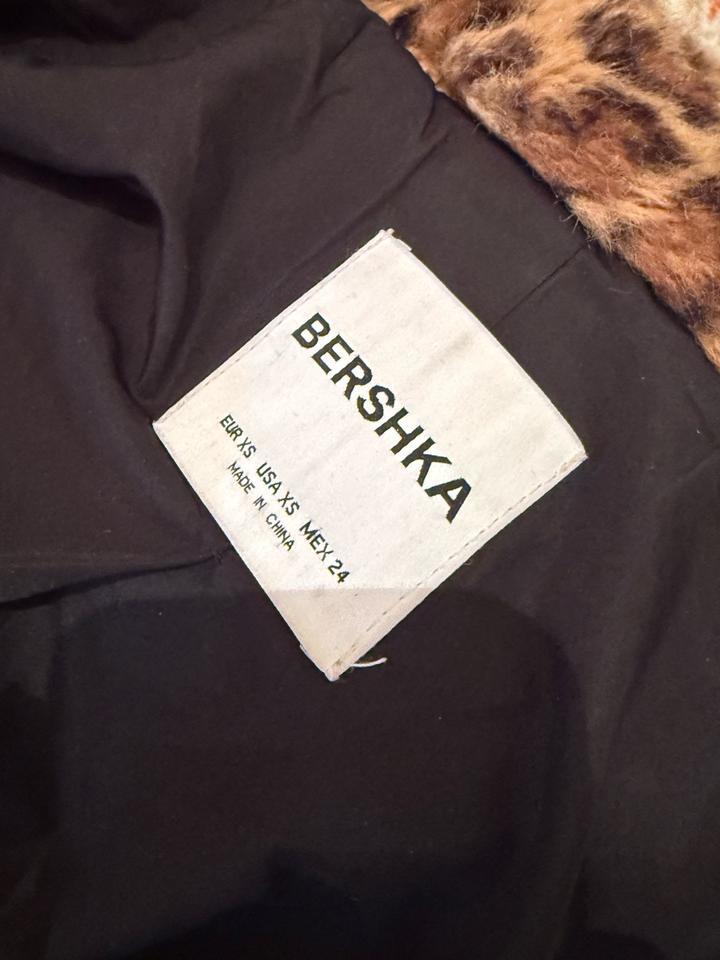 BERSHKA
EUR XS USA XS MEX 24
MADE IN CHINA